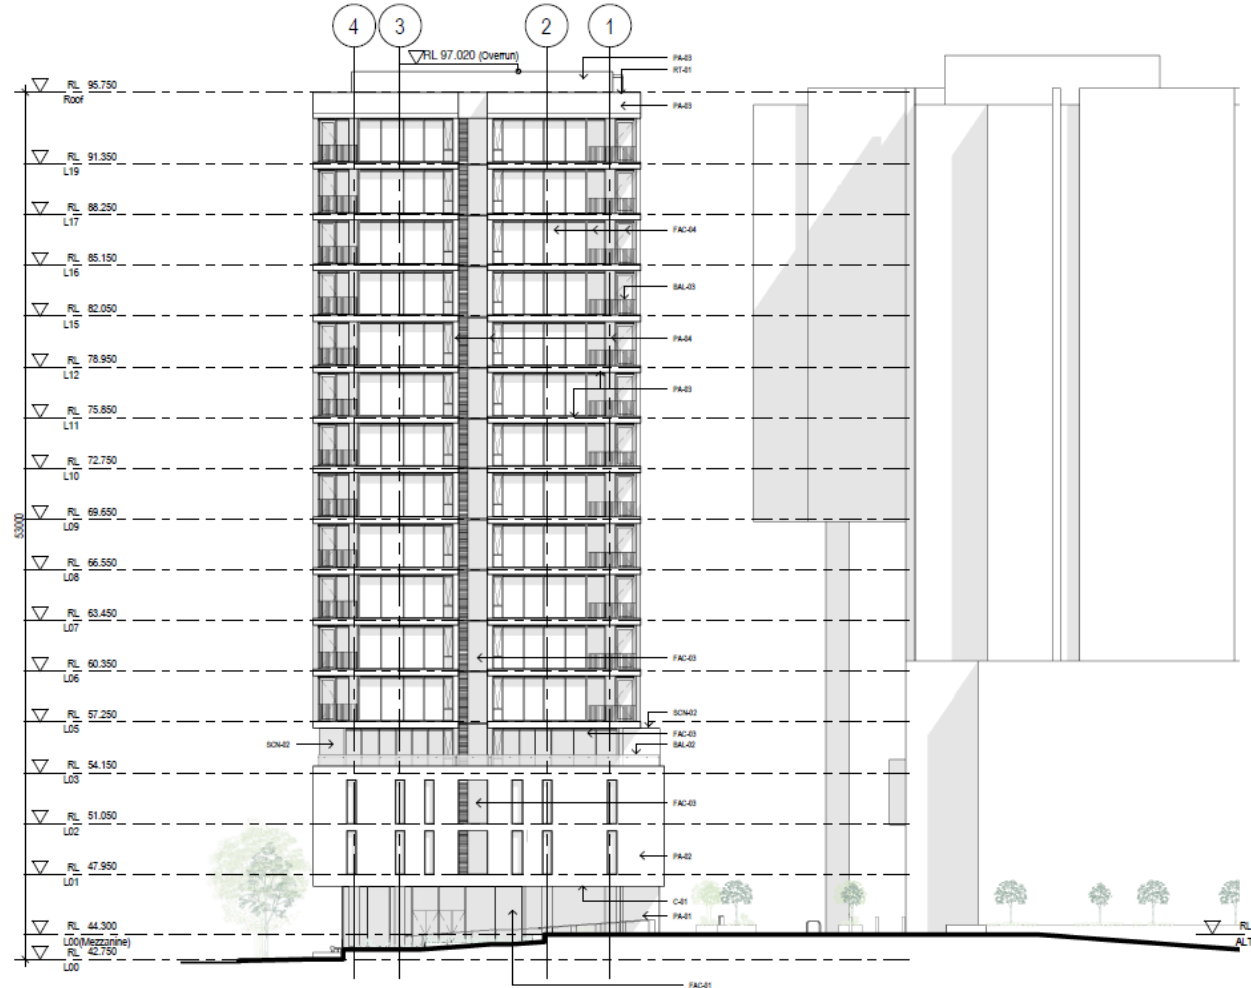 4 3 2 1
RL 97.020 (Overrun)
PA-03
RT-01
RL 95.750
Roof
PA-03
RL 91.350
L19
RL 88.250
L17
FAC-04
RL 85.150
L16
BAL-03
RL 82.050
L15
PA-04
RL 78.950
L12
PA-03
RL 75.850
L11
RL 72.750
L10
RL 69.650
L09
53000
RL 66.550
L08
RL 63.450
L07
FAC-03
RL 60.350
L06
SCN-02
RL 57.250
L05
FAC-03
SCN-02
BAL-02
RL 54.150
L03
FAC-03
RL 51.050
L02
PA-02
RL 47.950
L01
C-01
PA-01
RL 44.300
L00(Mezzanine)
RL
ALT
RL 42.750
L00
FAC-01